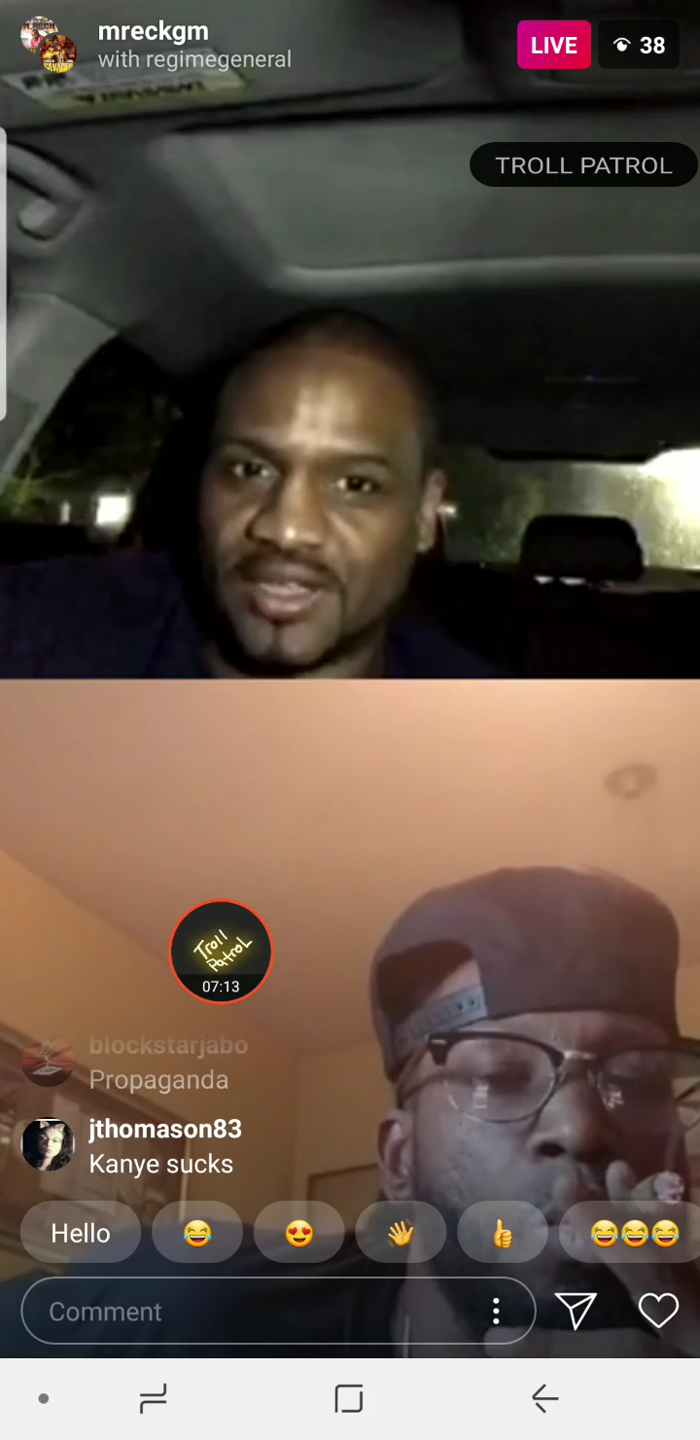 mreckgm
with regimegeneral
LIVE
38
TROLL PATROL
Troll
Patrol
07:13
blockstarjabo
Propaganda
jthomason83
Kanye sucks
Hello
Comment